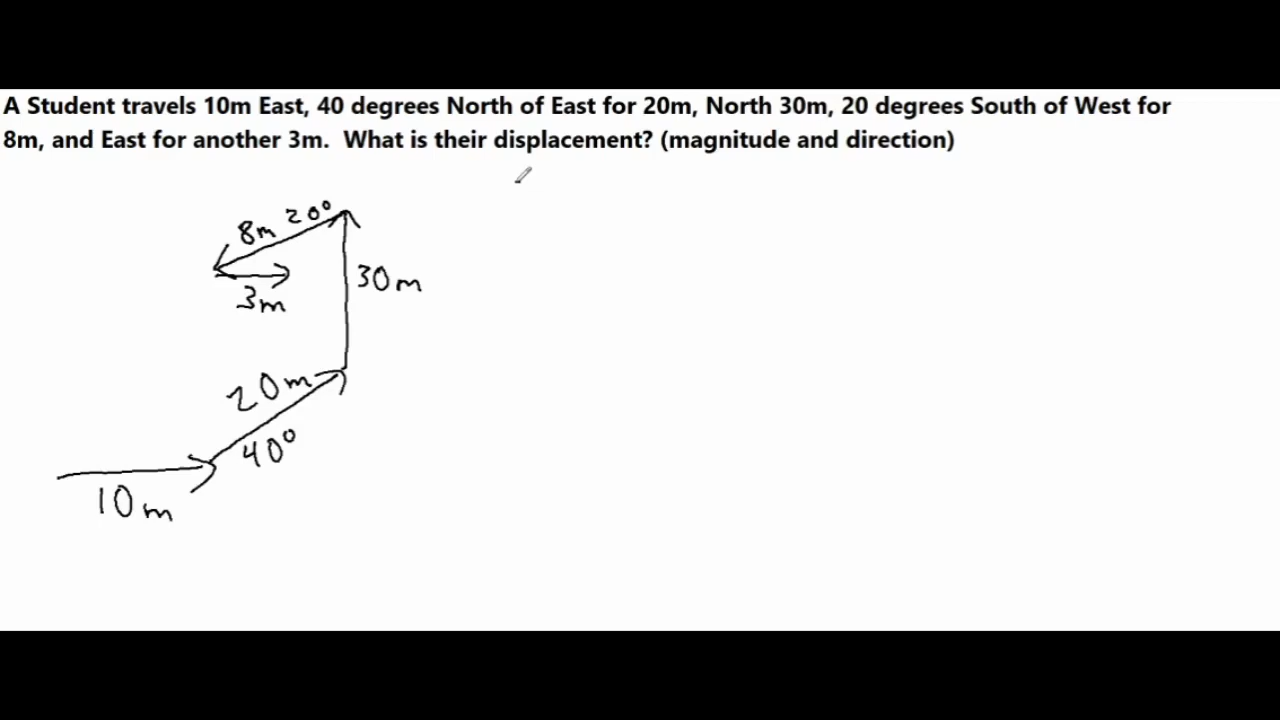 A Student travels 10m East, 40 degrees North of East for 20m, North 30m, 20 degrees South of West for
8m, and East for another 3m.  What is their displacement? (magnitude and direction)
8m 20°
3m
30m
20m
40°
10m